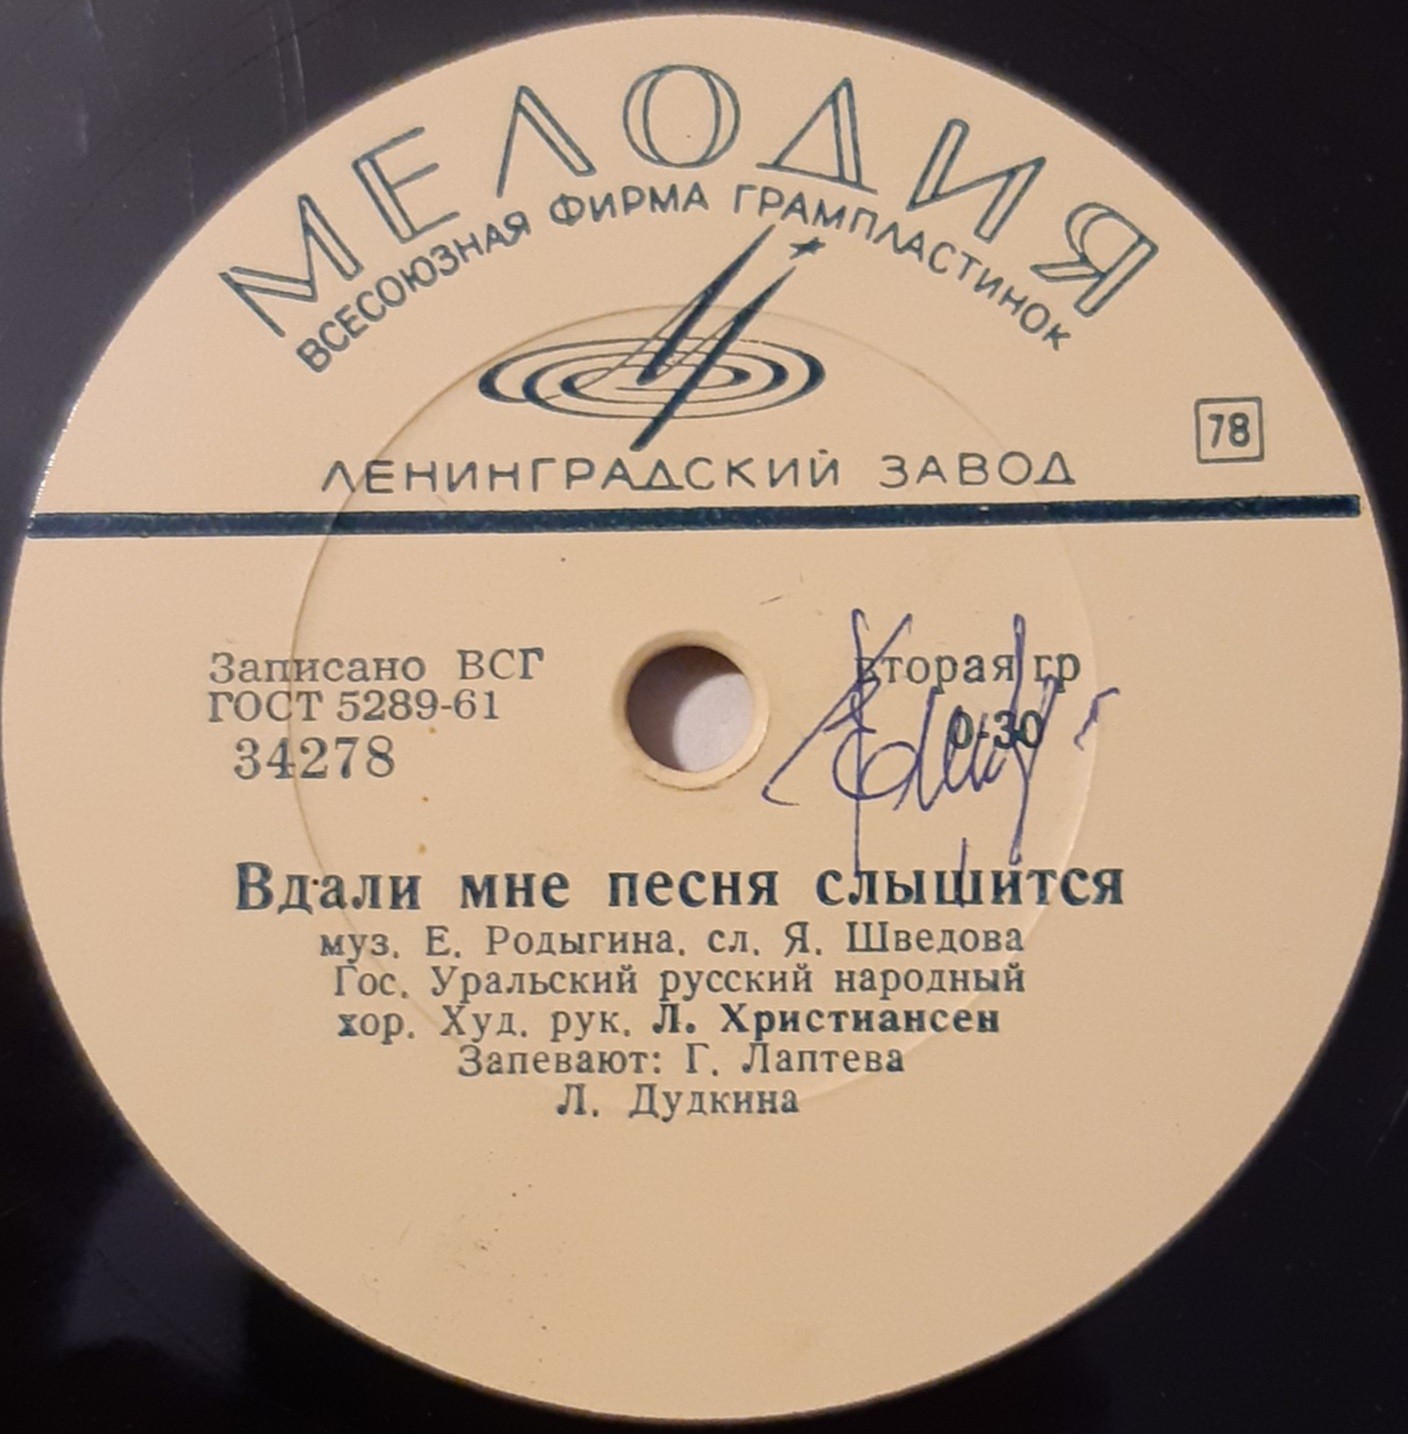 МЕЛОДИЯ
ВСЕСОЮЗНАЯ ФИРМА ГРАМПЛАСТИНОК
78
ЛЕНИНГРАДСКИЙ ЗАВОД
Записано ВСГ
ГОСТ 5289-61
34278
вторая гр
0-30
Вдали мне песня слышится
муз. Е. Родыгина, сл. Я. Шведова
Гос. Уральский русский народный
хор. Худ. рук. Л. Христиансен
Запевают: Г. Лаптева
Л. Дудкина